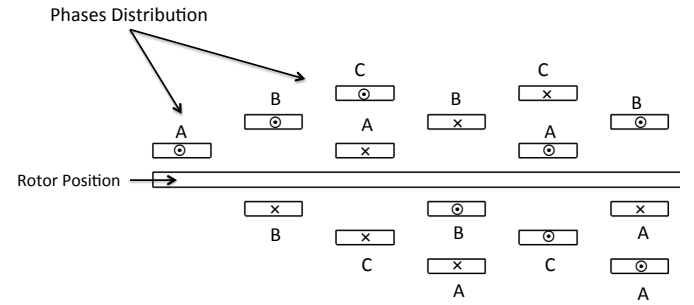 Phases Distribution
C C
B B B
A A A
Rotor Position
B B A
C C
A A